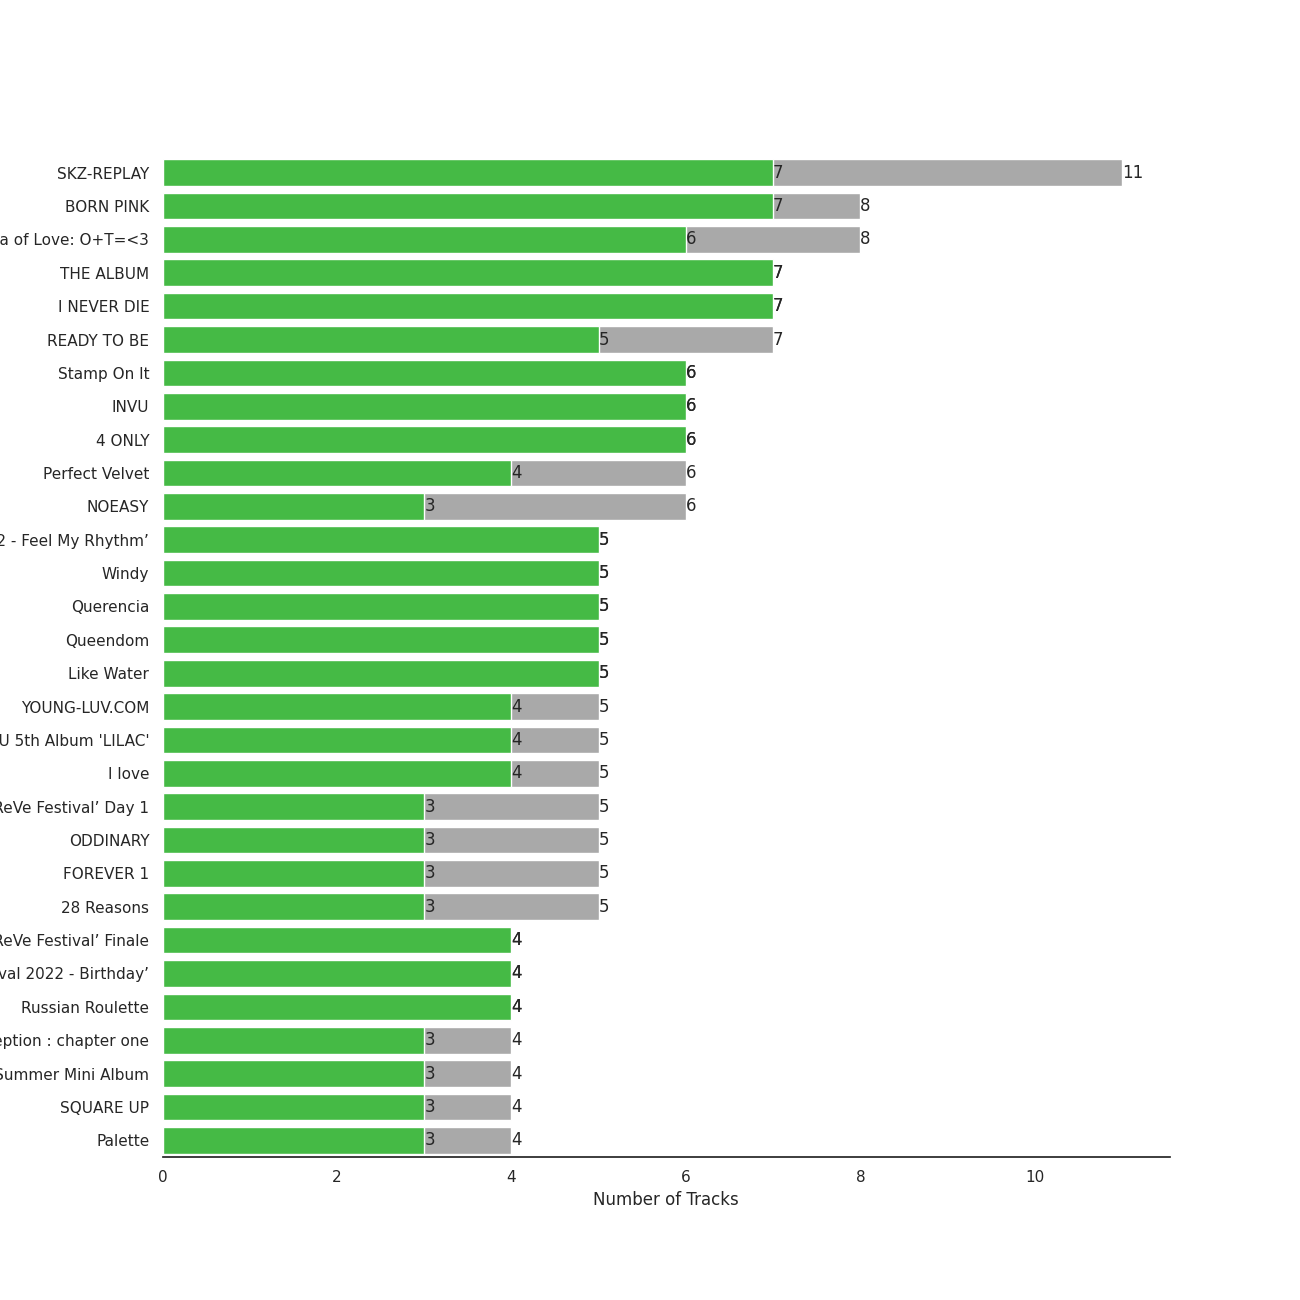 SKZ-REPLAY 7 11
BORN PINK 7 8
of Love: O+T=<3 6 8
THE ALBUM 7
I NEVER DIE 7
READY TO BE 5 7
Stamp On It 6
INVU 6
4 ONLY 6
Perfect Velvet 4 6
NOEASY 3 6
2 - Feel My Rhythm’ 5
Windy 5
Querencia 5
Queendom 5
Like Water 5
YOUNG-LUV.COM 4 5
U 5th Album 'LILAC' 4 5
I love 4 5
ReVe Festival’ Day 1 3 5
ODDINARY 3 5
FOREVER 1 3 5
28 Reasons 3 5
ReVe Festival’ Finale 4
val 2022 - Birthday’ 4
Russian Roulette 4
eption : chapter one 3 4
Summer Mini Album 3 4
SQUARE UP 3 4
Palette 3 4
0 2 4 6 8 10
Number of Tracks